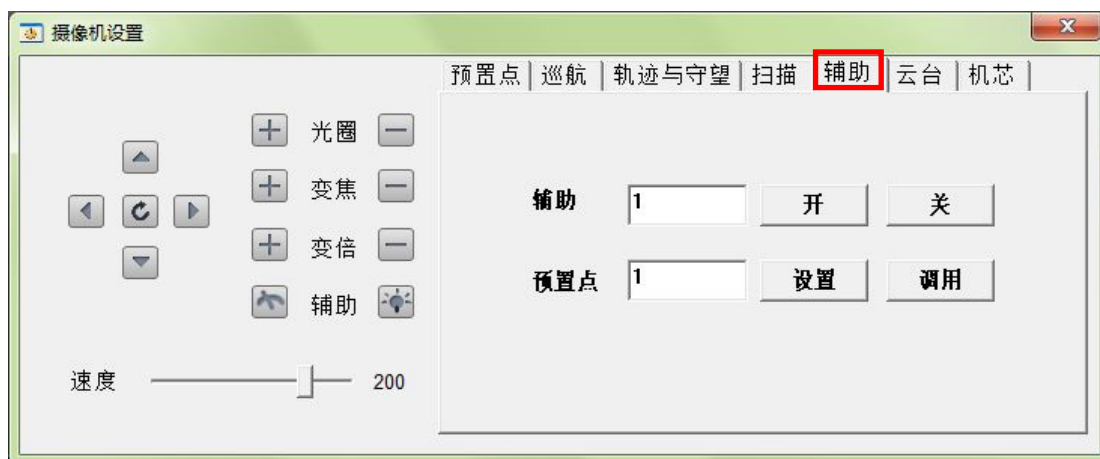 摄像机设置
预置点 巡航 轨迹与守望 扫描 辅助 云台 机芯
光圈
变焦
变倍
辅助
速度 200
辅助 1 开 关
预置点 1 设置 调用